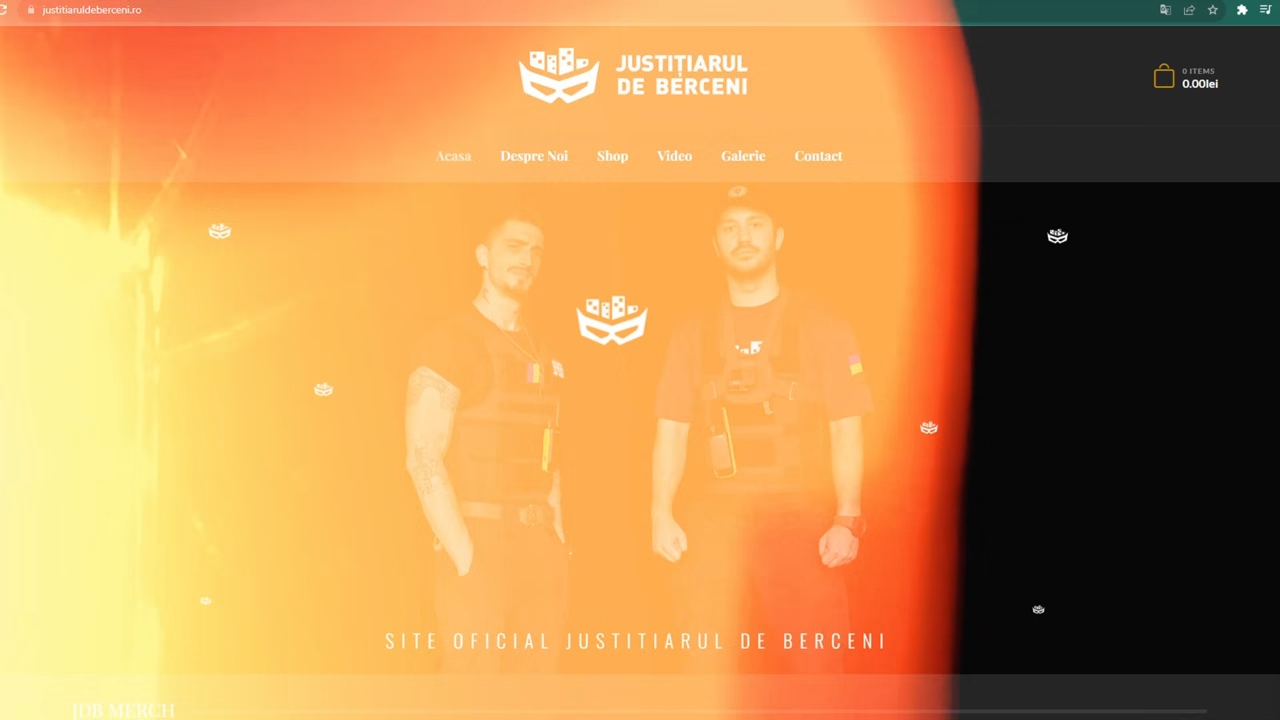 justitiaruldeberceni.ro
JUSTIȚIARUL
DE BERCENI
0 ITEMS
0.00lei
Acasa Despre Noi Shop Video Galerie Contact
SITE OFICIAL JUSTITIARUL DE BERCENI
JDB MERCH